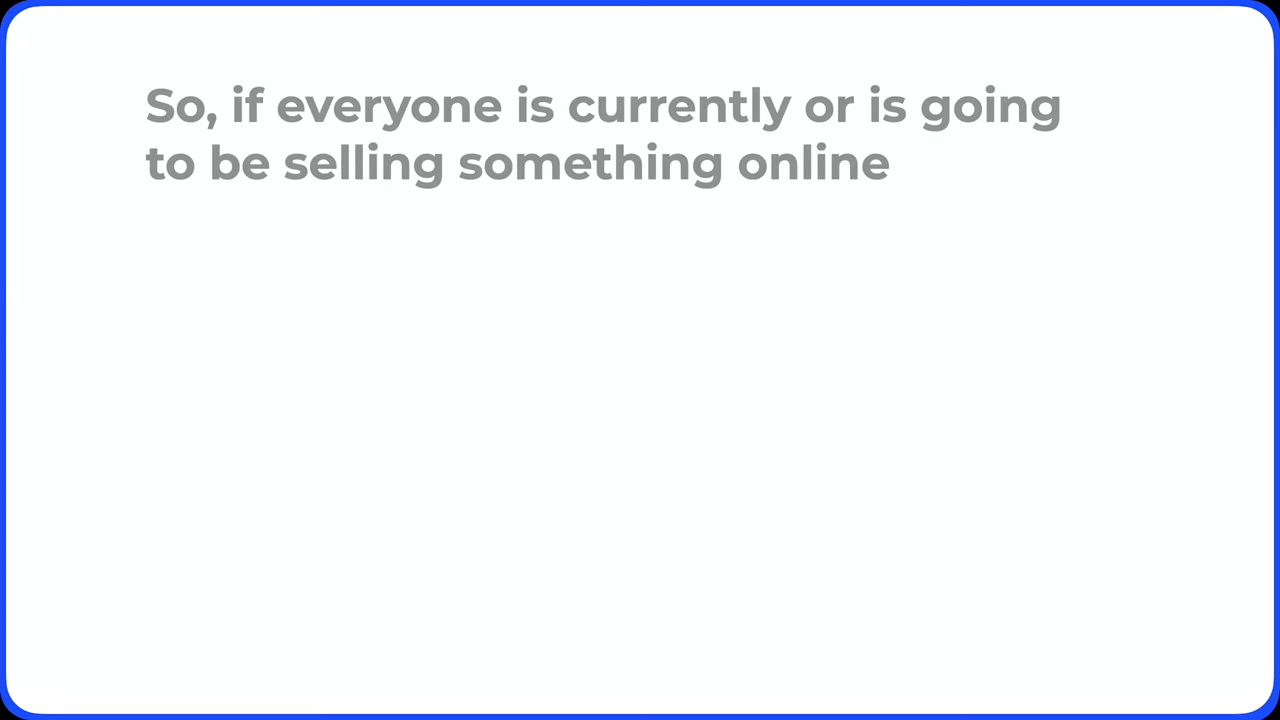 So, if everyone is currently or is going
to be selling something online